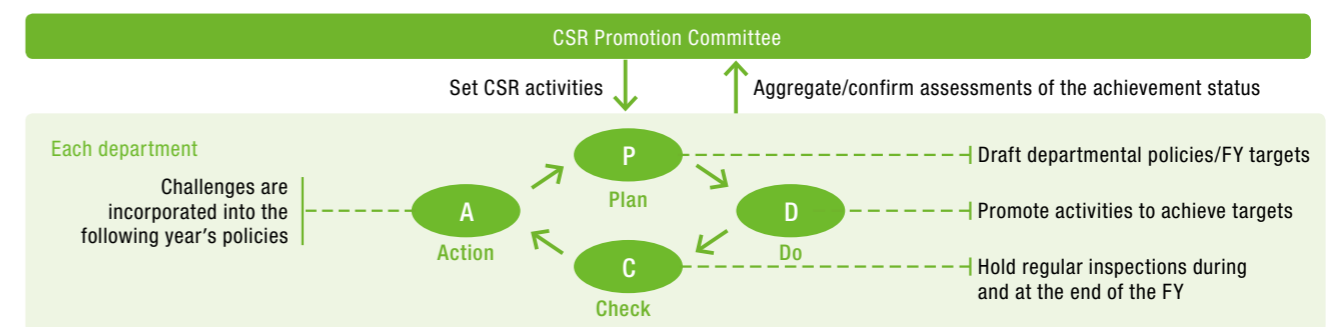 CSR Promotion Committee
Set CSR activities
Aggregate/confirm assessments of the achievement status
Each department
Challenges are
incorporated into the
following year's policies
A
Action
P
Plan
D
Do
C
Check
Draft departmental policies/FY targets
Promote activities to achieve targets
Hold regular inspections during
and at the end of the FY